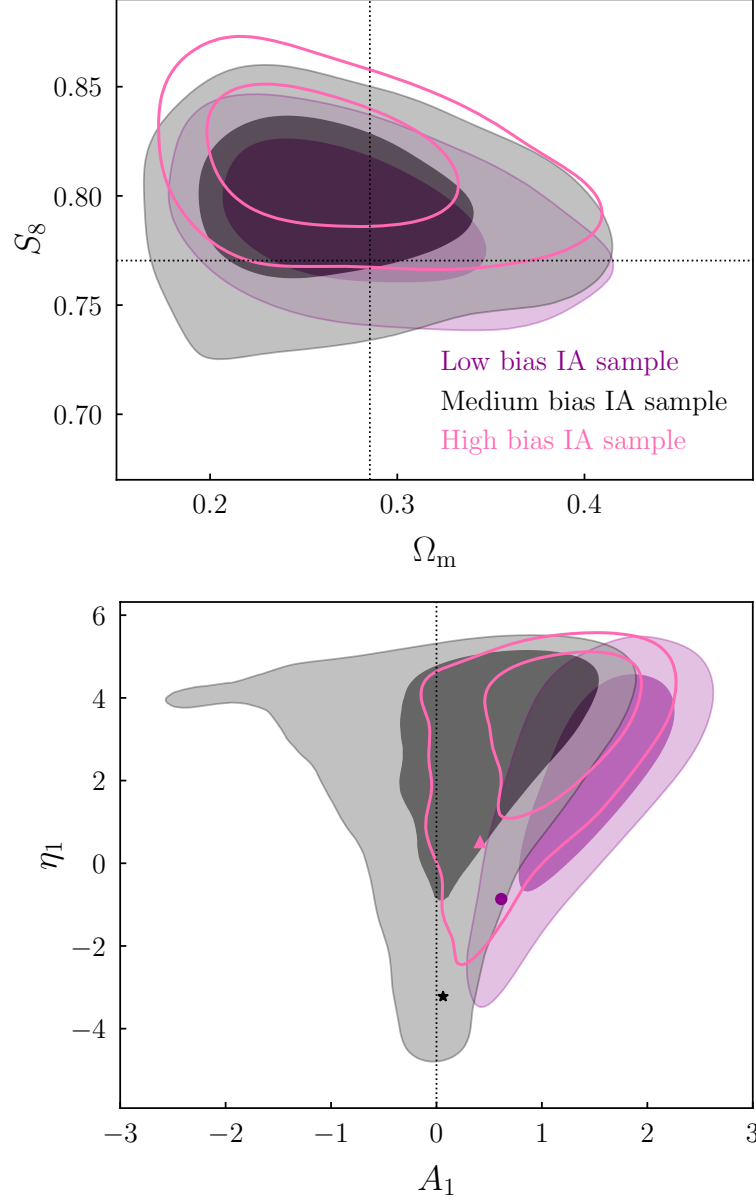 0.85
0.80
0.75
0.70
S₈
Low bias IA sample
Medium bias IA sample
High bias IA sample
0.2 0.3 0.4
Ωₘ
6
4
2
0
−2
−4
η₁
−3 −2 −1 0 1 2 3
A₁